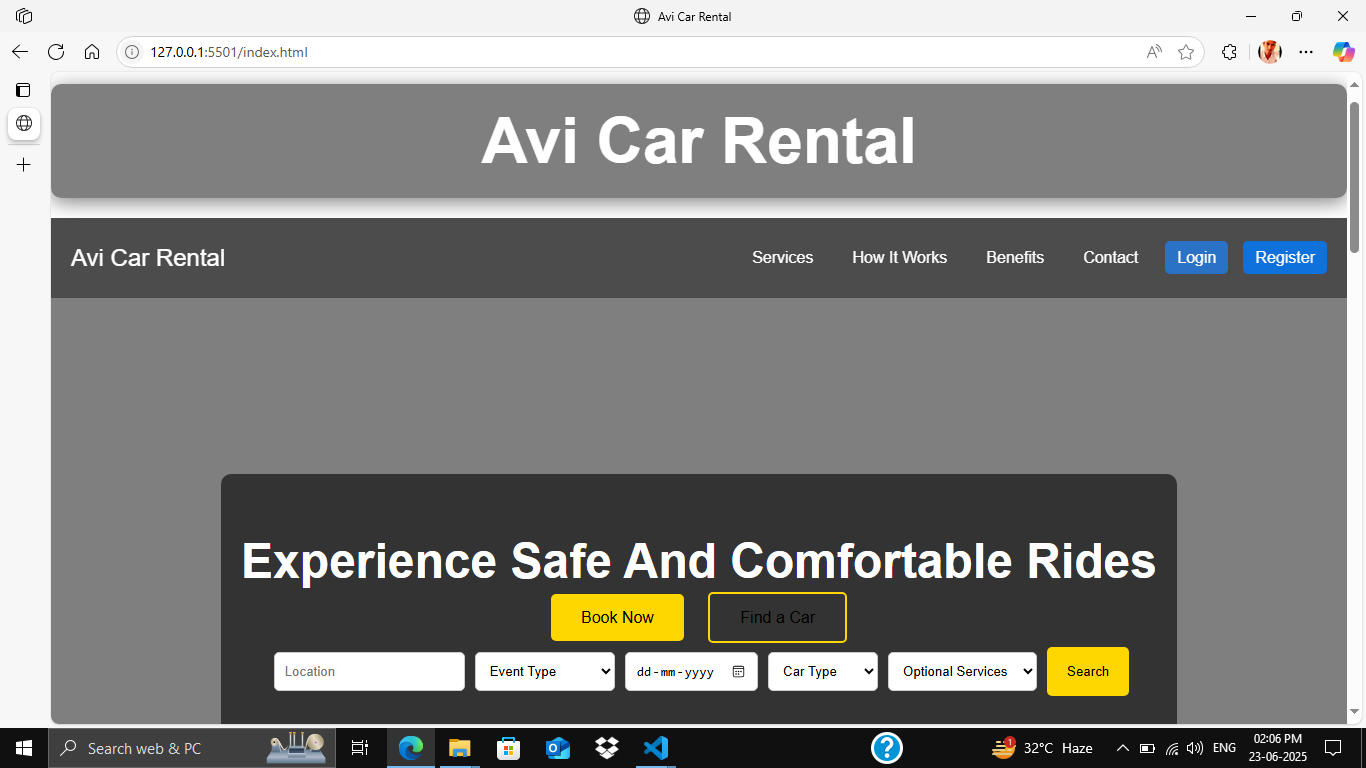 Avi Car Rental
127.0.0.1:5501/index.html
Avi Car Rental
Avi Car Rental Services How It Works Benefits Contact Login Register
Experience Safe And Comfortable Rides
Book Now Find a Car
Location Event Type dd-mm-yyyy Car Type Optional Services Search
Search web & PC 1 32°C Haze ENG 02:06 PM
23-06-2025